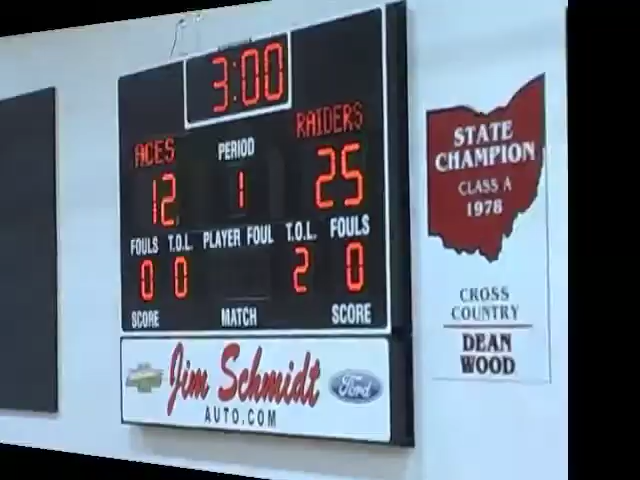 3:00
ACES PERIOD RAIDERS
12 1 25
FOULS T.O.L. PLAYER FOUL T.O.L. FOULS
0 0 2 0
SCORE MATCH SCORE
Jim Schmidt
AUTO.COM
Ford
STATE
CHAMPION
CLASS A
1978
CROSS
COUNTRY
DEAN
WOOD